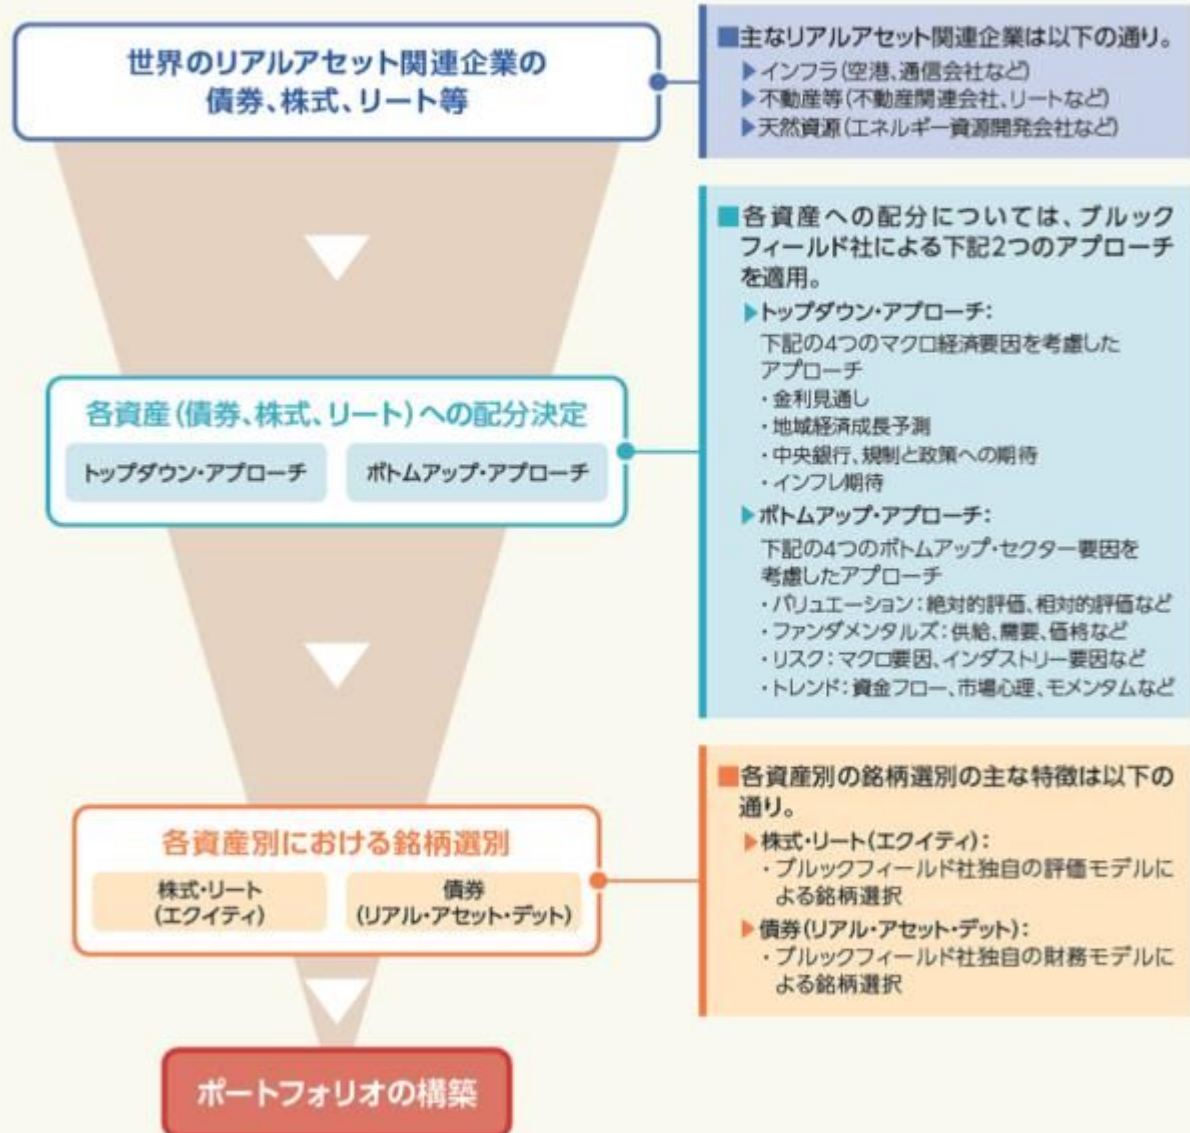 世界のリアルアセット関連企業の
債券、株式、リート等
■主なリアルアセット関連企業は以下の通り。
▶インフラ(空港、通信会社など)
▶不動産等(不動産関連会社、リートなど)
▶天然資源(エネルギー資源開発会社など)
各資産(債券、株式、リート)への配分決定
トップダウン・アプローチ
ボトムアップ・アプローチ
■各資産への配分については、ブルック
フィールド社による下記2つのアプローチ
を適用。
▶トップダウン・アプローチ:
下記の4つのマクロ経済要因を考慮した
アプローチ
・金利見通し
・地域経済成長予測
・中央銀行、規制と政策への期待
・インフレ期待
▶ボトムアップ・アプローチ:
下記の4つのボトムアップ・セクター要因を
考慮したアプローチ
・バリュエーション:絶対的評価、相対的評価など
・ファンダメンタルズ:供給、需要、価格など
・リスク:マクロ要因、インダストリー要因など
・トレンド:資金フロー、市場心理、モメンタムなど
各資産別における銘柄選別
株式・リート
(エクイティ)
債券
(リアル・アセット・デット)
■各資産別の銘柄選別の主な特徴は以下の
通り。
▶株式・リート(エクイティ):
・ブルックフィールド社独自の評価モデルに
よる銘柄選択
▶債券(リアル・アセット・デット):
・ブルックフィールド社独自の財務モデルに
よる銘柄選択
ポートフォリオの構築